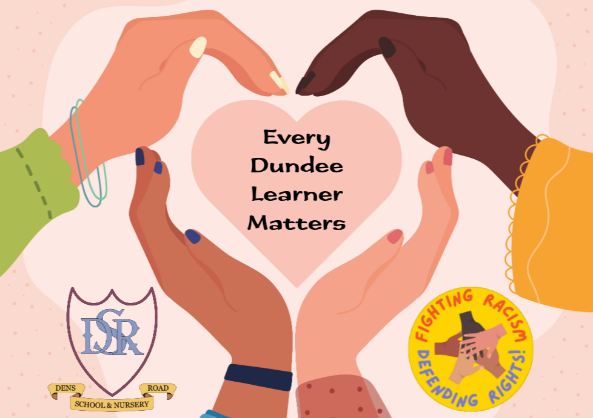 Every
Dundee
Learner
Matters
DSR
DENS ROAD
SCHOOL & NURSERY
FIGHTING RACISM
DEFENDING RIGHTS!